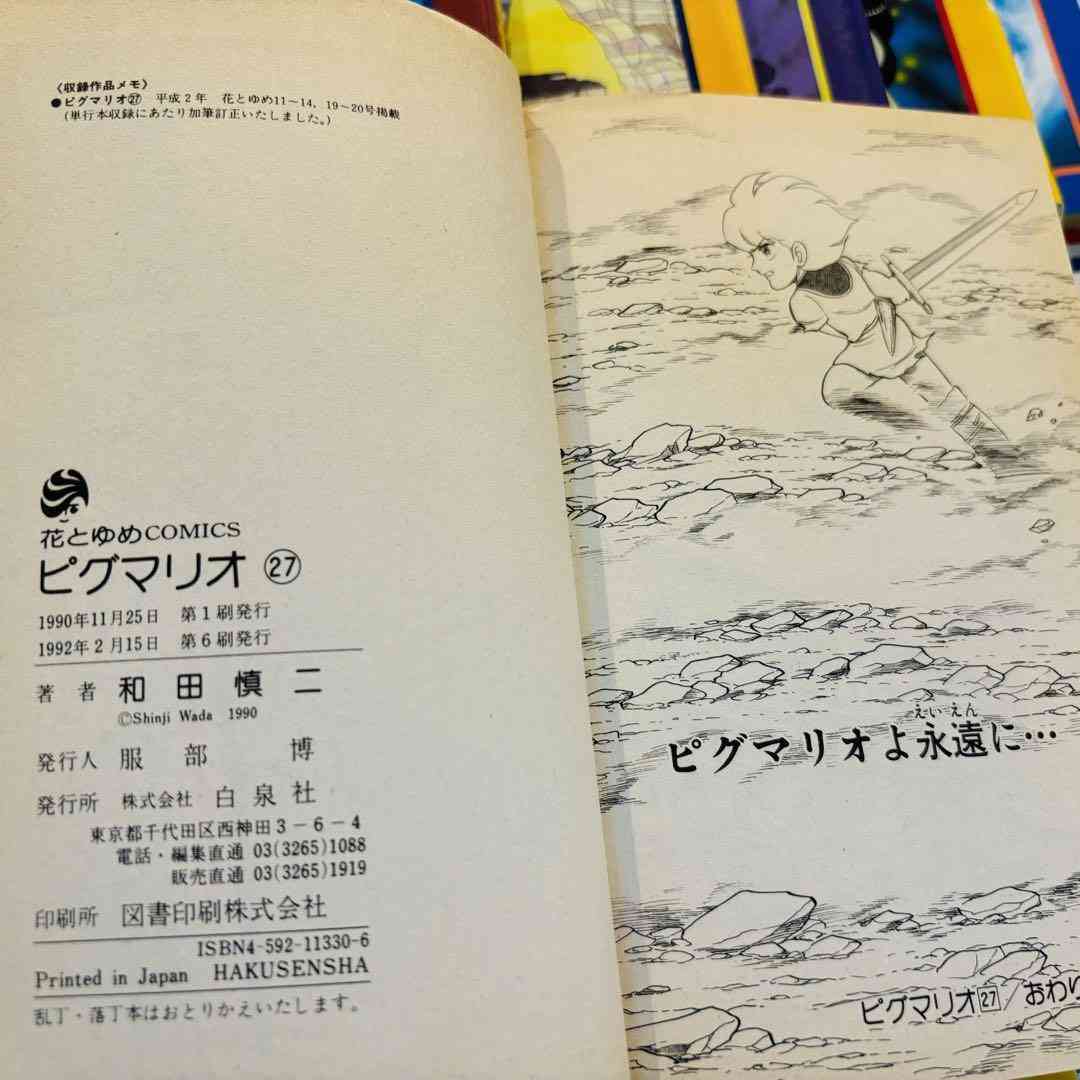 〈収録作品メモ〉
●ピグマリオ㉗ 平成2年 花とゆめ11〜14，19〜20号掲載
(単行本収録にあたり加筆訂正いたしました。)
花とゆめCOMICS
ピグマリオ ㉗
1990年11月25日 第1刷発行
1992年2月15日 第6刷発行
著者 和田慎二
©Shinji Wada 1990
発行人 服部 博
発行所 株式会社 白泉社
東京都千代田区西神田3-6-4
電話・編集直通 03(3265)1088
販売直通 03(3265)1919
印刷所 図書印刷株式会社
ISBN4-592-11330-6
Printed in Japan HAKUSENSHA
乱丁・落丁本はおとりかえいたします。
えいえん
ピグマリオよ永遠に…
ピグマリオ27/おわり